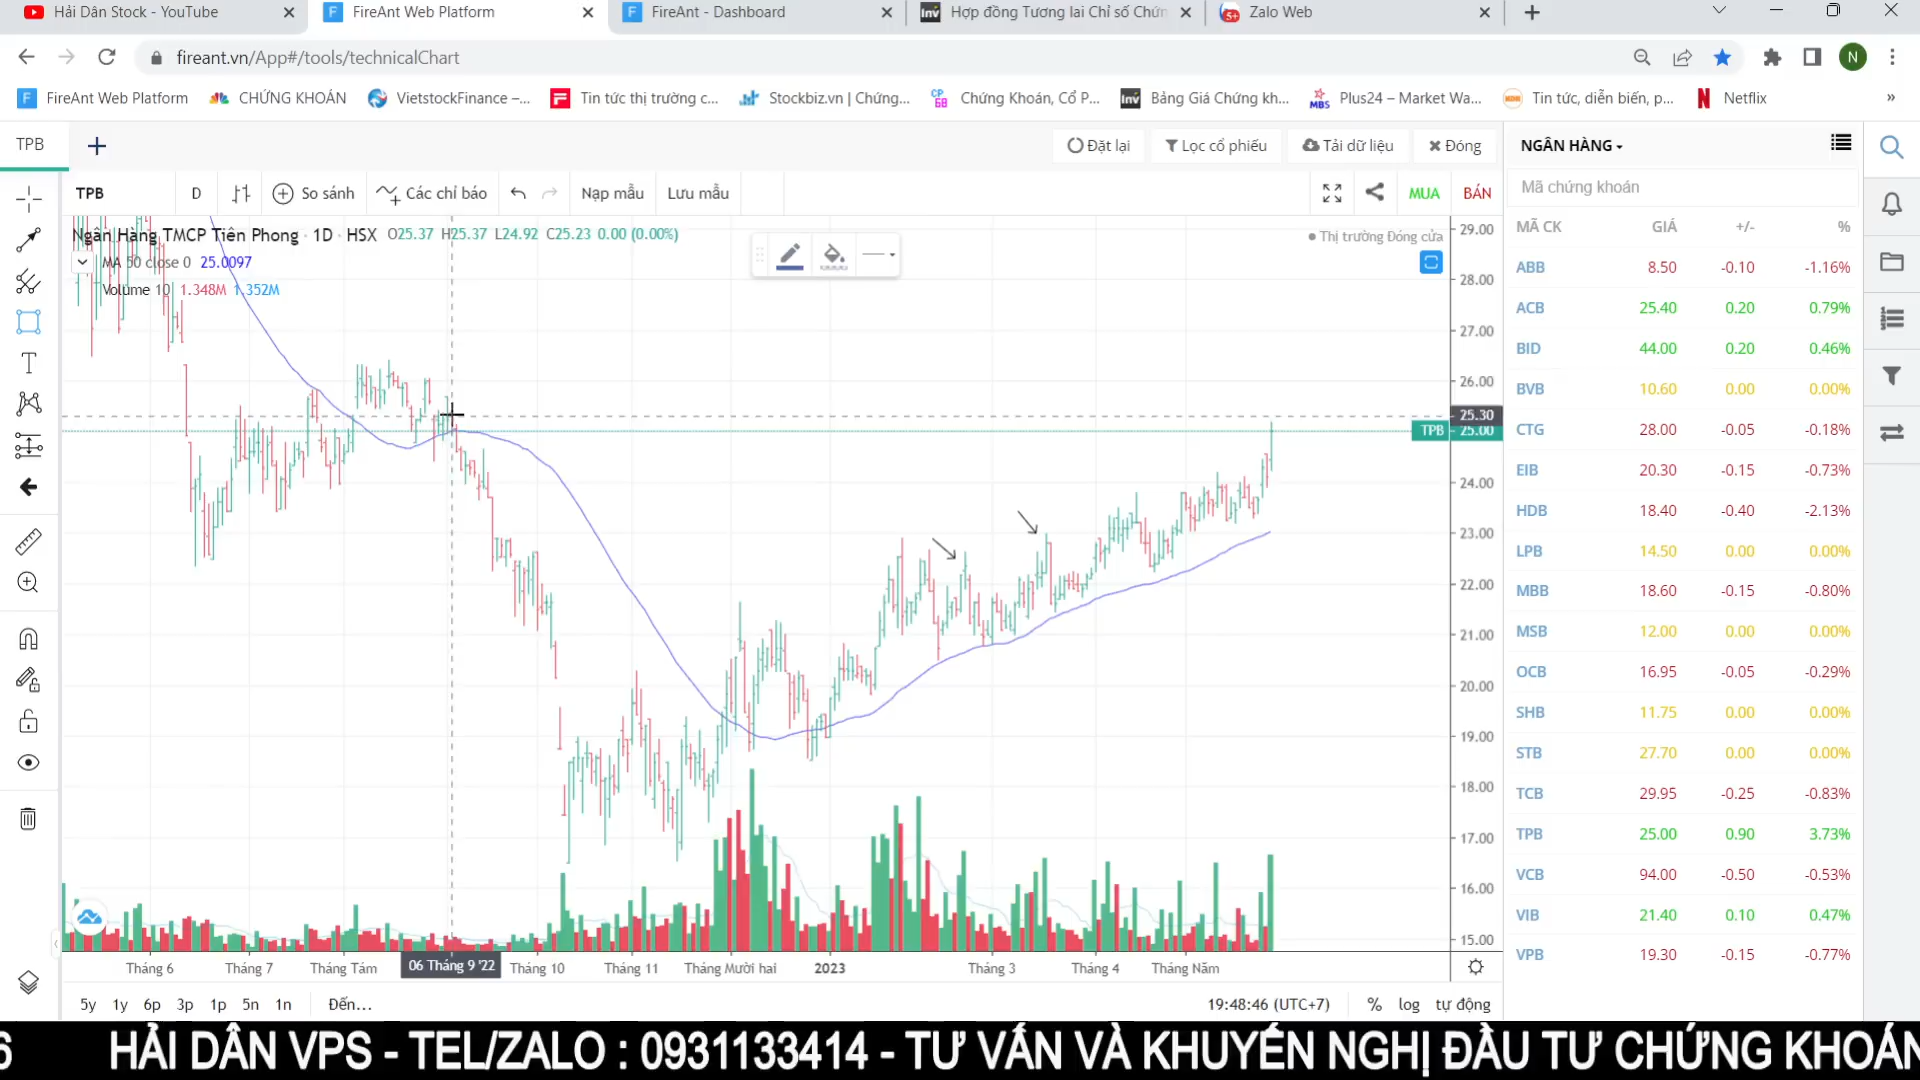 Hải Dân Stock - YouTube
FireAnt Web Platform
FireAnt - Dashboard
Hợp đồng Tương lai Chỉ số Chứn
Zalo Web
fireant.vn/App#/tools/technicalChart
N
FireAnt Web Platform
CHỨNG KHOÁN
VietstockFinance –...
Tin tức thị trường c...
Stockbiz.vn | Chứng...
Chứng Khoán, Cổ P...
Bảng Giá Chứng kh...
Plus24 – Market Wa...
Tin tức, diễn biến, p...
Netflix
»
TPB
Đặt lại
Lọc cổ phiếu
Tải dữ liệu
Đóng
TPB
D
So sánh
Các chỉ báo
Nạp mẫu
Lưu mẫu
MUA
BÁN
Ngân Hàng TMCP Tiên Phong · 1D · HSX O25.37 H25.37 L24.92 C25.23 0.00 (0.00%)
MA 50 close 0 25.0097
Volume 10 1.348M 1.352M
Thị trường Đóng cửa
29.00
28.00
27.00
26.00
25.30
TPB 25.00
24.00
23.00
22.00
21.00
20.00
19.00
18.00
17.00
16.00
15.00
Tháng 6
Tháng 7
Tháng Tám
06 Tháng 9 '22
Tháng 10
Tháng 11
Tháng Mười hai
2023
Tháng 3
Tháng 4
Tháng Năm
5y 1y 6p 3p 1p 5n 1n Đến...
19:48:46 (UTC+7) % log tự động
NGÂN HÀNG
Mã chứng khoán
MÃ CK GIÁ +/- %
ABB 8.50 -0.10 -1.16%
ACB 25.40 0.20 0.79%
BID 44.00 0.20 0.46%
BVB 10.60 0.00 0.00%
CTG 28.00 -0.05 -0.18%
EIB 20.30 -0.15 -0.73%
HDB 18.40 -0.40 -2.13%
LPB 14.50 0.00 0.00%
MBB 18.60 -0.15 -0.80%
MSB 12.00 0.00 0.00%
OCB 16.95 -0.05 -0.29%
SHB 11.75 0.00 0.00%
STB 27.70 0.00 0.00%
TCB 29.95 -0.25 -0.83%
TPB 25.00 0.90 3.73%
VCB 94.00 -0.50 -0.53%
VIB 21.40 0.10 0.47%
VPB 19.30 -0.15 -0.77%
6 HẢI DÂN VPS - TEL/ZALO : 0931133414 - TƯ VẤN VÀ KHUYẾN NGHỊ ĐẦU TƯ CHỨNG KHOÁN